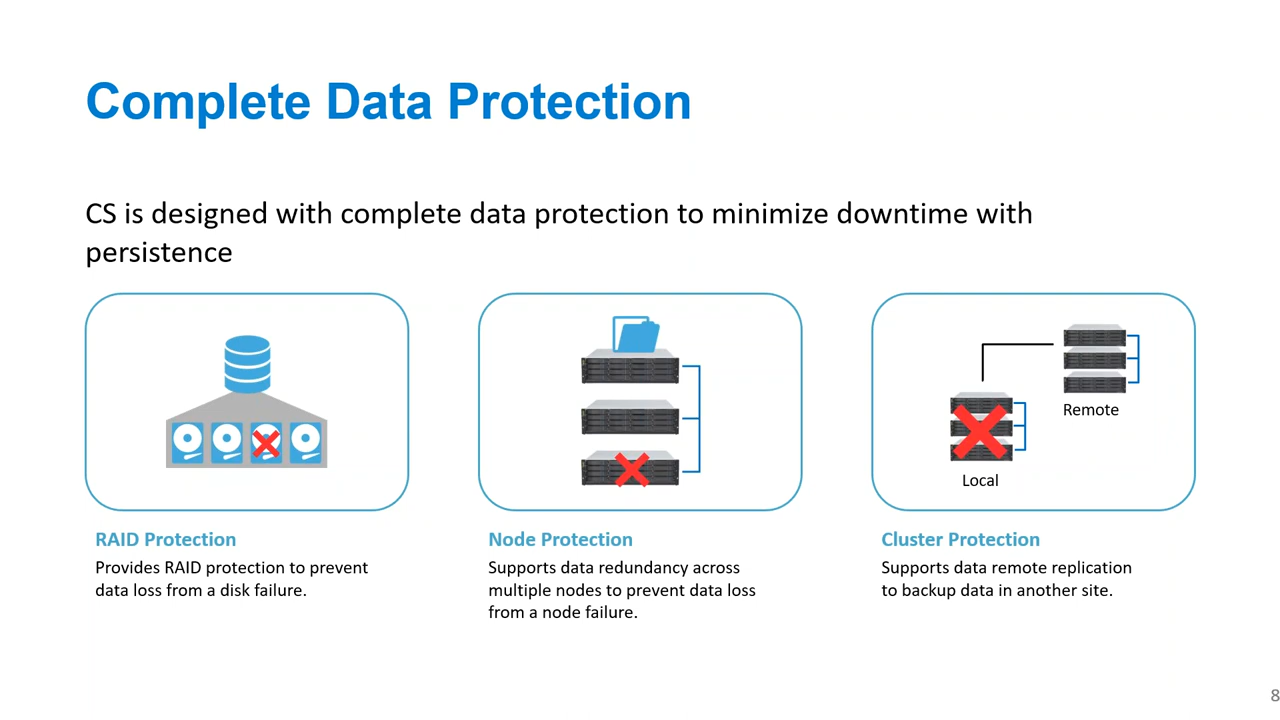 Complete Data Protection
CS is designed with complete data protection to minimize downtime with
persistence
Remote
Local
RAID Protection
Provides RAID protection to prevent
data loss from a disk failure.
Node Protection
Supports data redundancy across
multiple nodes to prevent data loss
from a node failure.
Cluster Protection
Supports data remote replication
to backup data in another site.
8